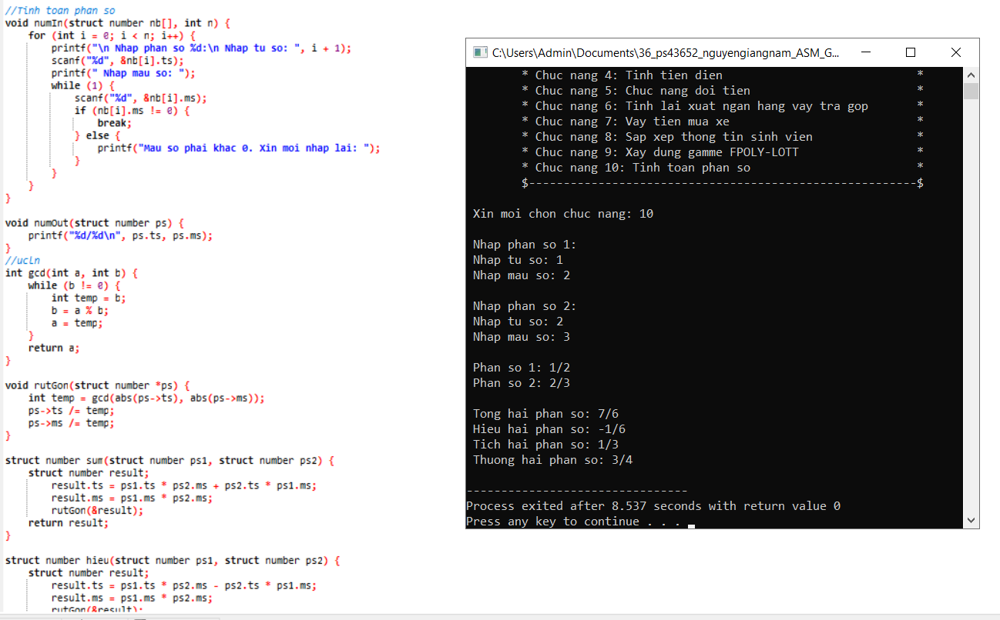 //Tinh toan phan so
void numIn(struct number nb[], int n) {
for (int i = 0; i < n; i++) {
printf("\n Nhap phan so %d:\n Nhap tu so: ", i + 1);
scanf("%d", &nb[i].ts);
printf(" Nhap mau so: ");
while (1) {
scanf("%d", &nb[i].ms);
if (nb[i].ms != 0) {
break;
} else {
printf("Mau so phai khac 0. Xin moi nhap lai: ");
}
}
}
}
void numOut(struct number ps) {
printf("%d/%d\n", ps.ts, ps.ms);
}
//ucln
int gcd(int a, int b) {
while (b != 0) {
int temp = b;
b = a % b;
a = temp;
}
return a;
}
void rutGon(struct number *ps) {
int temp = gcd(abs(ps->ts), abs(ps->ms));
ps->ts /= temp;
ps->ms /= temp;
}
struct number sum(struct number ps1, struct number ps2) {
struct number result;
result.ts = ps1.ts * ps2.ms + ps2.ts * ps1.ms;
result.ms = ps1.ms * ps2.ms;
rutGon(&result);
return result;
}
struct number hieu(struct number ps1, struct number ps2) {
struct number result;
result.ts = ps1.ts * ps2.ms - ps2.ts * ps1.ms;
result.ms = ps1.ms * ps2.ms;
rutGon(&result);
C:\Users\Admin\Documents\36_ps43652_nguyengiangnam_ASM_G...
* Chuc nang 4: Tinh tien dien *
* Chuc nang 5: Chuc nang doi tien *
* Chuc nang 6: Tinh lai xuat ngan hang vay tra gop *
* Chuc nang 7: Vay tien mua xe *
* Chuc nang 8: Sap xep thong tin sinh vien *
* Chuc nang 9: Xay dung gamme FPOLY-LOTT *
* Chuc nang 10: Tinh toan phan so *
$--------------------------------------------------------$
Xin moi chon chuc nang: 10
Nhap phan so 1:
Nhap tu so: 1
Nhap mau so: 2
Nhap phan so 2:
Nhap tu so: 2
Nhap mau so: 3
Phan so 1: 1/2
Phan so 2: 2/3
Tong hai phan so: 7/6
Hieu hai phan so: -1/6
Tich hai phan so: 1/3
Thuong hai phan so: 3/4
--------------------------------
Process exited after 8.537 seconds with return value 0
Press any key to continue . . .